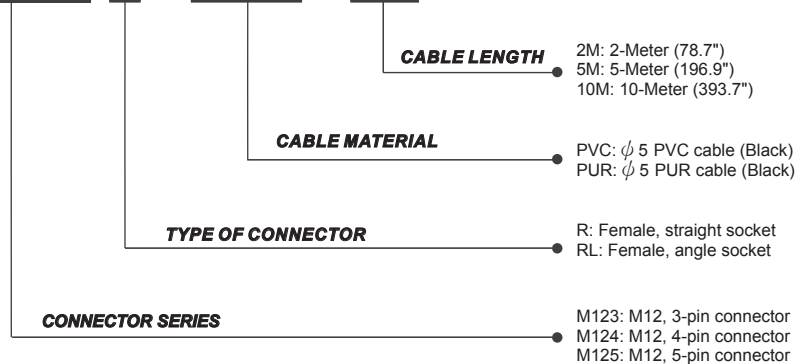 CABLE LENGTH
2M: 2-Meter (78.7")
5M: 5-Meter (196.9")
10M: 10-Meter (393.7")
CABLE MATERIAL
PVC: ϕ 5 PVC cable (Black)
PUR: ϕ 5 PUR cable (Black)
TYPE OF CONNECTOR
R: Female, straight socket
RL: Female, angle socket
CONNECTOR SERIES
M123: M12, 3-pin connector
M124: M12, 4-pin connector
M125: M12, 5-pin connector